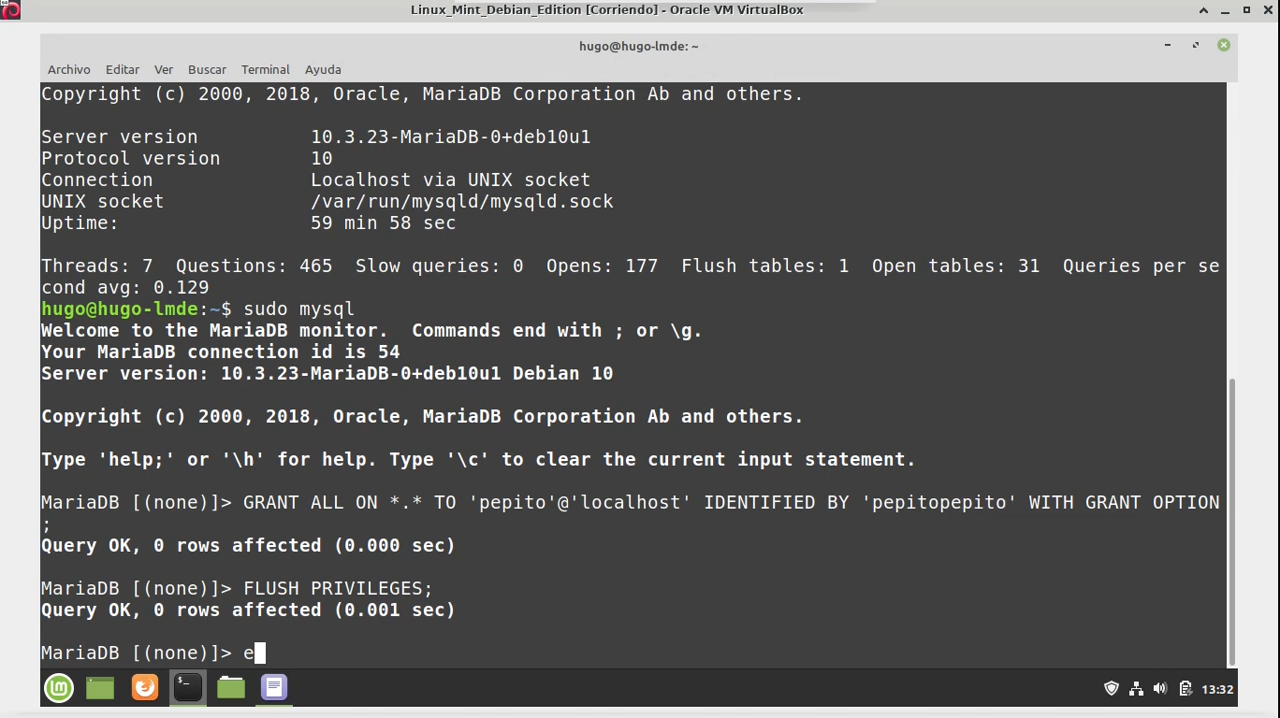 Linux_Mint_Debian_Edition [Corriendo] - Oracle VM VirtualBox
hugo@hugo-lmde: ~
Archivo Editar Ver Buscar Terminal Ayuda
Copyright (c) 2000, 2018, Oracle, MariaDB Corporation Ab and others.
Server version 10.3.23-MariaDB-0+deb10u1
Protocol version 10
Connection Localhost via UNIX socket
UNIX socket /var/run/mysqld/mysqld.sock
Uptime: 59 min 58 sec
Threads: 7  Questions: 465  Slow queries: 0  Opens: 177  Flush tables: 1  Open tables: 31  Queries per se
cond avg: 0.129
hugo@hugo-lmde:~$ sudo mysql
Welcome to the MariaDB monitor.  Commands end with ; or \g.
Your MariaDB connection id is 54
Server version: 10.3.23-MariaDB-0+deb10u1 Debian 10
Copyright (c) 2000, 2018, Oracle, MariaDB Corporation Ab and others.
Type 'help;' or '\h' for help. Type '\c' to clear the current input statement.
MariaDB [(none)]> GRANT ALL ON *.* TO 'pepito'@'localhost' IDENTIFIED BY 'pepitopepito' WITH GRANT OPTION
;
Query OK, 0 rows affected (0.000 sec)
MariaDB [(none)]> FLUSH PRIVILEGES;
Query OK, 0 rows affected (0.001 sec)
MariaDB [(none)]> e
13:32